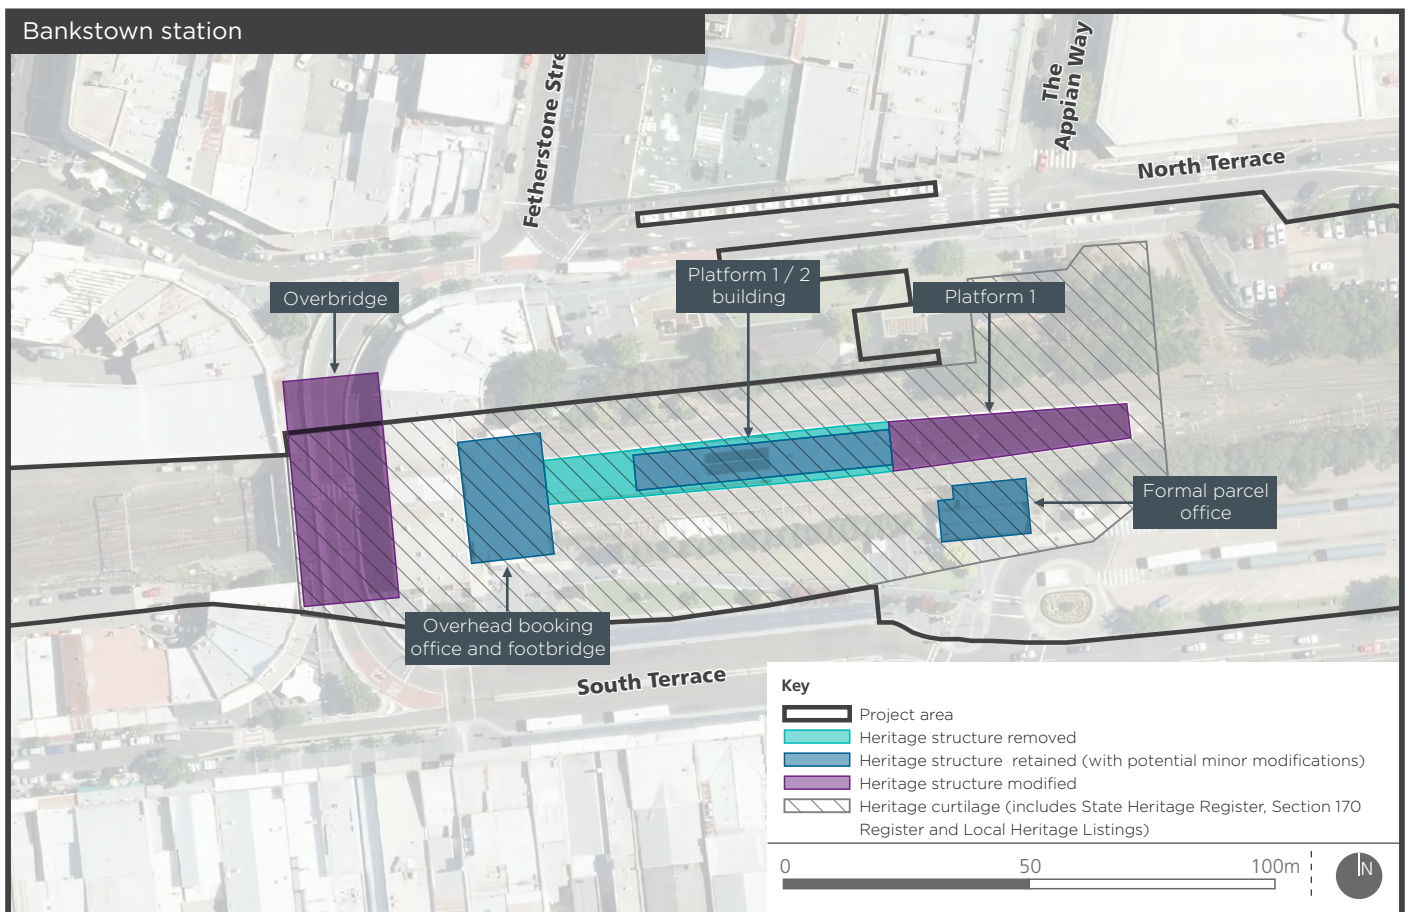 Bankstown station
Fetherstone Stre
The
Appian Way
North Terrace
Overbridge
Platform 1 / 2
building
Platform 1
Formal parcel
office
Overhead booking
office and footbridge
South Terrace
Key
Project area
Heritage structure removed
Heritage structure retained (with potential minor modifications)
Heritage structure modified
Heritage curtilage (includes State Heritage Register, Section 170
Register and Local Heritage Listings)
0 50 100m
N